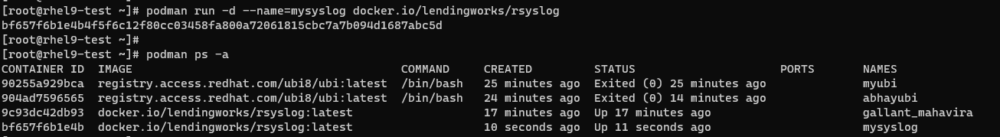 [root@rhel9-test ~]# podman run -d --name=mysyslog docker.io/lendingworks/rsyslog
bf657f6b1e4b4f5f6c12f80cc03458fa800a72061815cbc7a7b094d1687abc5d
[root@rhel9-test ~]#
[root@rhel9-test ~]# podman ps -a
CONTAINER ID  IMAGE                                   COMMAND     CREATED         STATUS                     PORTS       NAMES
90255a929bca  registry.access.redhat.com/ubi8/ubi:latest  /bin/bash   25 minutes ago  Exited (0) 25 minutes ago              myubi
904ad7596565  registry.access.redhat.com/ubi8/ubi:latest  /bin/bash   24 minutes ago  Exited (0) 14 minutes ago              abhayubi
9c93dc42db93  docker.io/lendingworks/rsyslog:latest                   17 minutes ago  Up 17 minutes ago                      gallant_mahavira
bf657f6b1e4b  docker.io/lendingworks/rsyslog:latest                   10 seconds ago  Up 11 seconds ago                      mysyslog